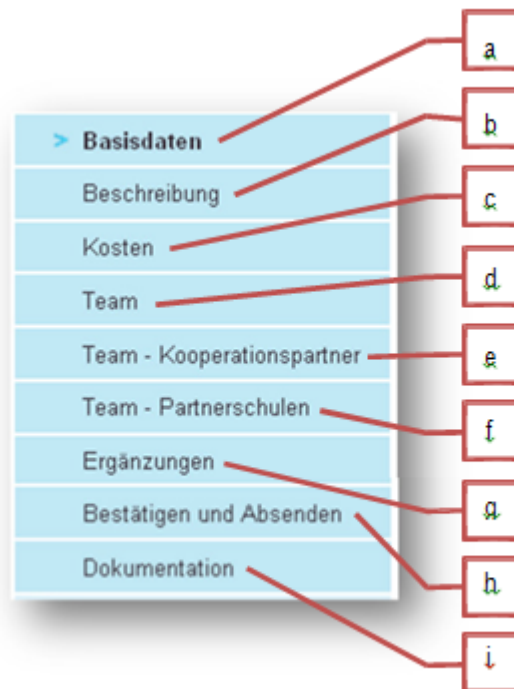 a
> Basisdaten
b
Beschreibung
c
Kosten
d
Team
e
Team - Kooperationspartner
f
Team - Partnerschulen
g
Ergänzungen
h
Bestätigen und Absenden
i
Dokumentation